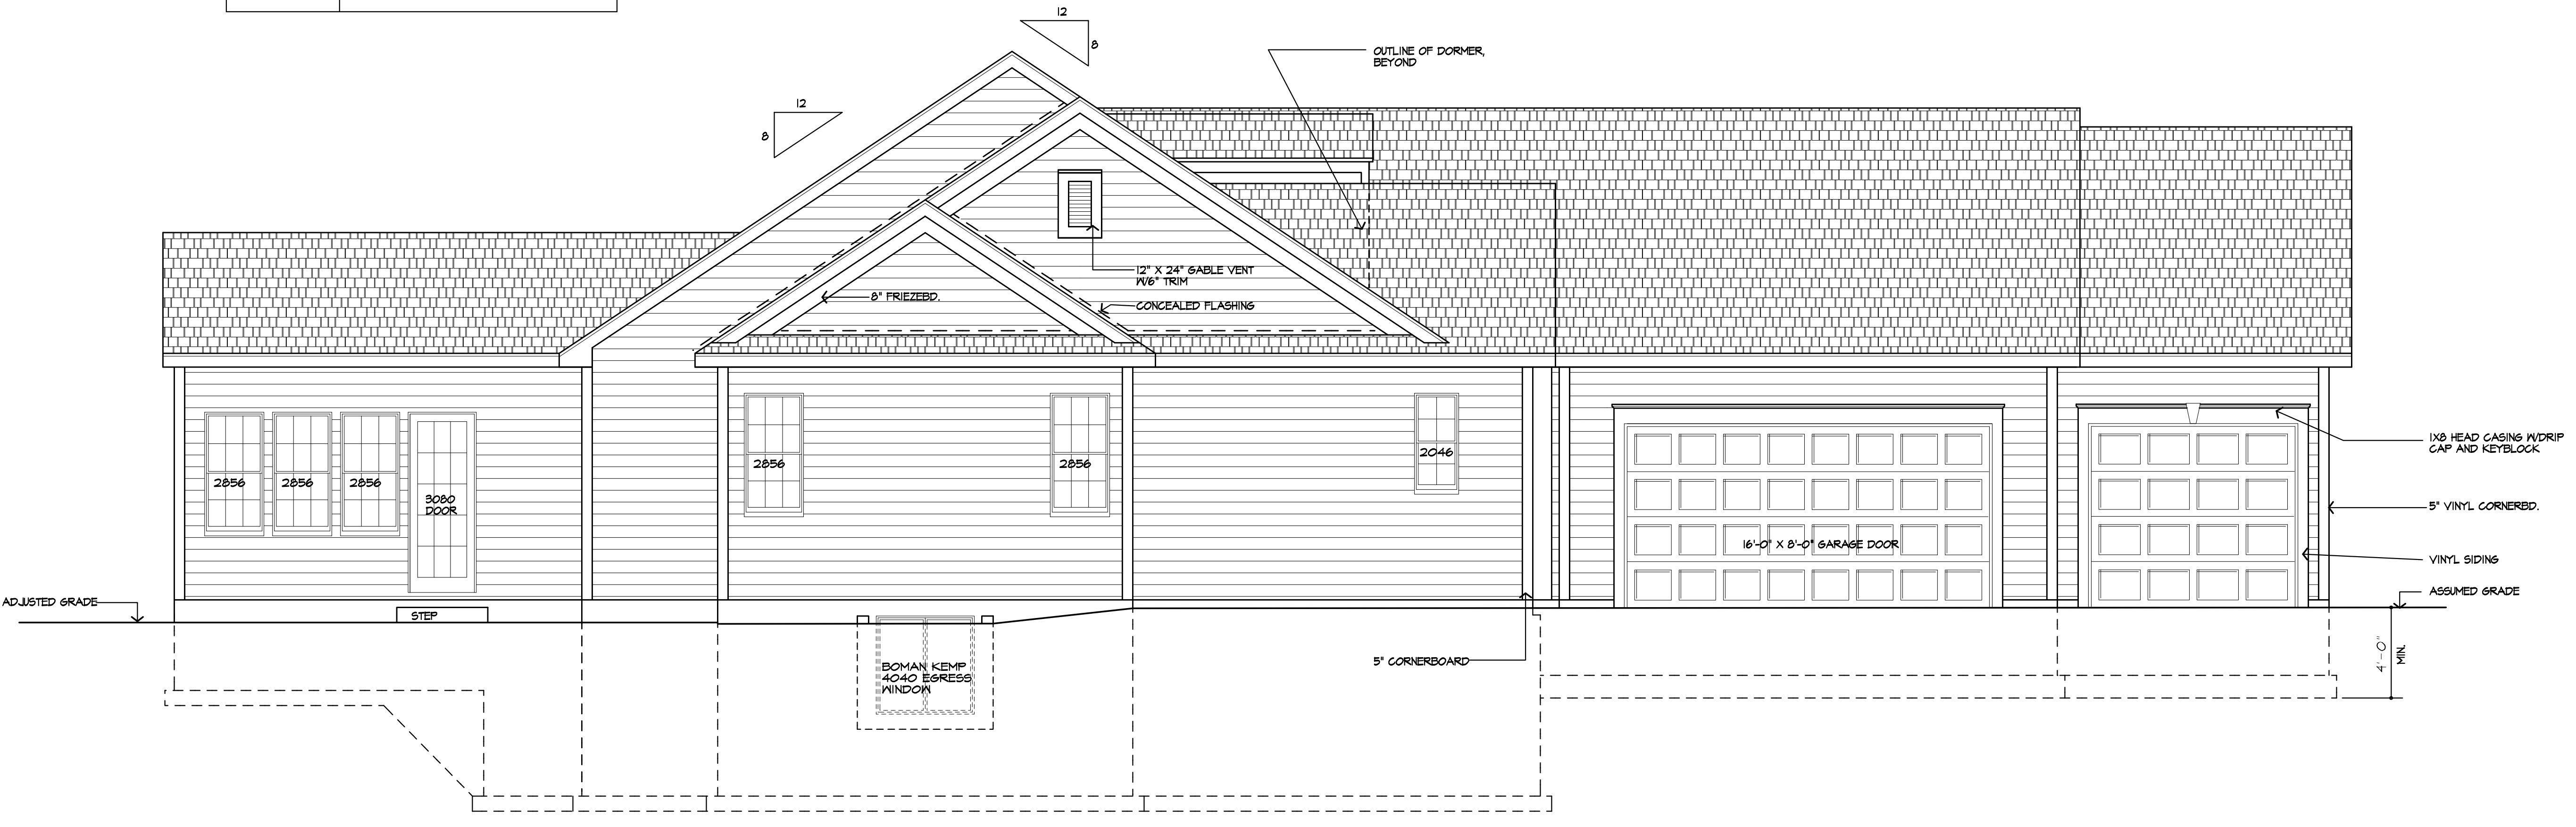 12
8
12
8
OUTLINE OF DORMER,
BEYOND
12" X 24" GABLE VENT
W/6" TRIM
8" FRIEZEBD.
CONCEALED FLASHING
2856
2856
2856
3080
DOOR
2856
2856
2046
16'-0" X 8'-0" GARAGE DOOR
1X8 HEAD CASING W/DRIP
CAP AND KEYBLOCK
5" VINYL CORNERBD.
VINYL SIDING
ASSUMED GRADE
ADJUSTED GRADE
STEP
BOMAN KEMP
4040 EGRESS
WINDOW
5" CORNERBOARD
4'-0"
MIN.